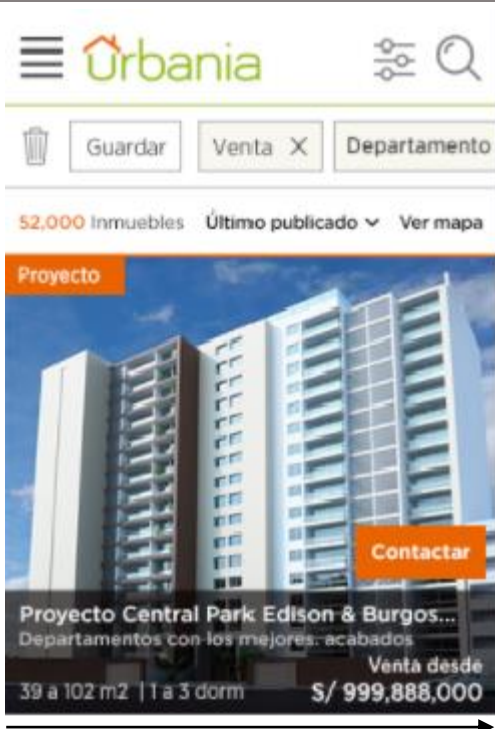 Urbania
Guardar Venta X Departamento
52,000 Inmuebles Último publicado Ver mapa
Proyecto
Contactar
Proyecto Central Park Edison & Burgos...
Departamentos con los mejores. acabados
Venta desde
39 a 102 m2 | 1 a 3 dorm S/ 999,888,000